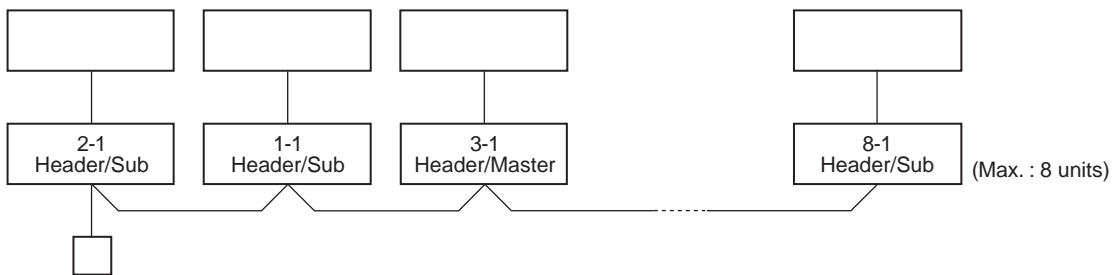 2-1
Header/Sub
1-1
Header/Sub
3-1
Header/Master
8-1
Header/Sub
(Max. : 8 units)